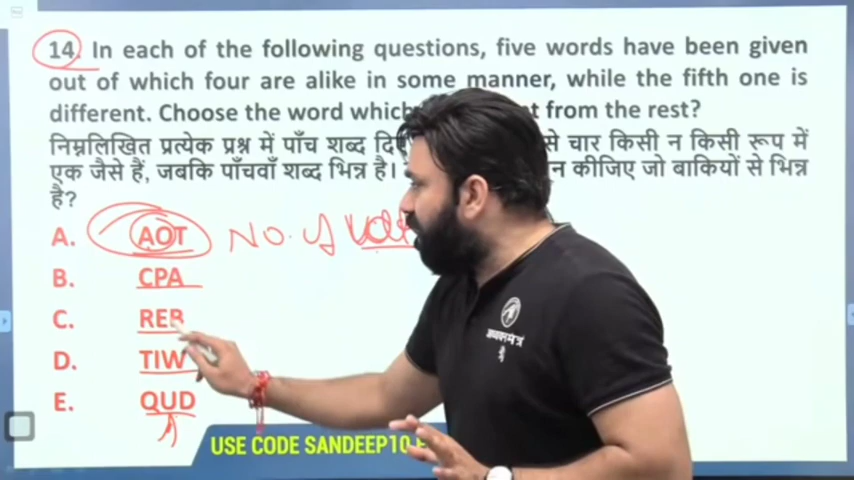 14. In each of the following questions, five words have been given
out of which four are alike in some manner, while the fifth one is
different. Choose the word which from the rest?
निम्नलिखित प्रत्येक प्रश्न में पाँच शब्द से चार किसी न किसी रूप में
एक जैसे हैं, जबकि पाँचवाँ शब्द भिन्न है। कीजिए जो बाकियों से भिन्न
है?
A. AOT No. of
B. CPA
C. REB
D. TIW
E. QUD
USE CODE SANDEEP10